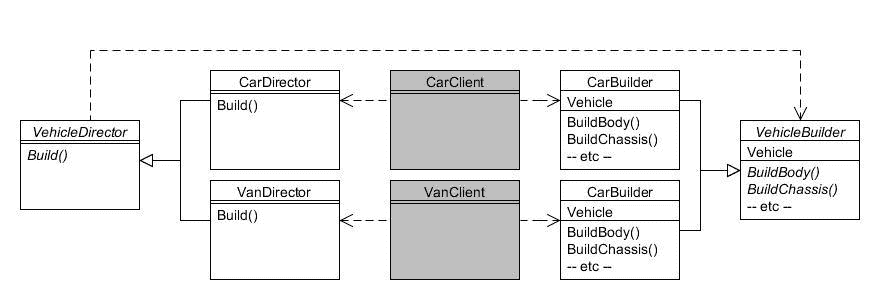 VehicleDirector
Build()
CarDirector
Build()
CarClient
CarBuilder
Vehicle
BuildBody()
BuildChassis()
-- etc --
VanDirector
Build()
VanClient
CarBuilder
Vehicle
BuildBody()
BuildChassis()
-- etc --
VehicleBuilder
Vehicle
BuildBody()
BuildChassis()
-- etc --